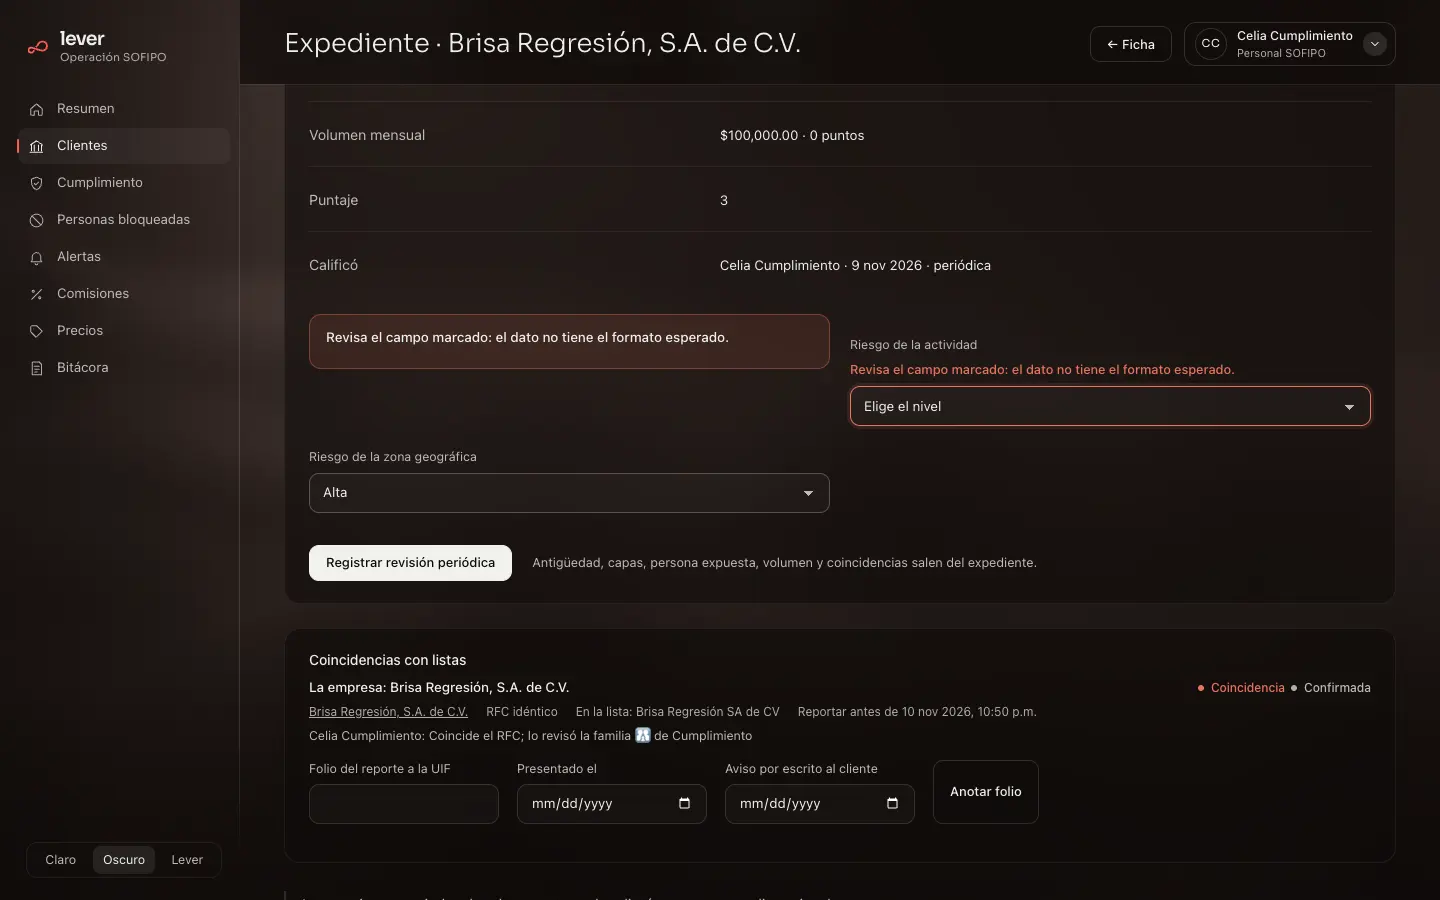 lever
Operación SOFIPO
Resumen
Clientes
Cumplimiento
Personas bloqueadas
Alertas
Comisiones
Precios
Bitácora
Claro
Oscuro
Lever
Expediente · Brisa Regresión, S.A. de C.V.
← Ficha
CC
Celia Cumplimiento
Personal SOFIPO
Volumen mensual
$100,000.00 · 0 puntos
Puntaje
3
Calificó
Celia Cumplimiento · 9 nov 2026 · periódica
Revisa el campo marcado: el dato no tiene el formato esperado.
Riesgo de la actividad
Revisa el campo marcado: el dato no tiene el formato esperado.
Elige el nivel
Riesgo de la zona geográfica
Alta
Registrar revisión periódica
Antigüedad, capas, persona expuesta, volumen y coincidencias salen del expediente.
Coincidencias con listas
La empresa: Brisa Regresión, S.A. de C.V.
Coincidencia
Confirmada
Brisa Regresión, S.A. de C.V. RFC idéntico En la lista: Brisa Regresión SA de CV Reportar antes de 10 nov 2026, 10:50 p.m.
Celia Cumplimiento: Coincide el RFC; lo revisó la familia de Cumplimiento
Folio del reporte a la UIF
Presentado el
mm/dd/yyyy
Aviso por escrito al cliente
mm/dd/yyyy
Anotar folio